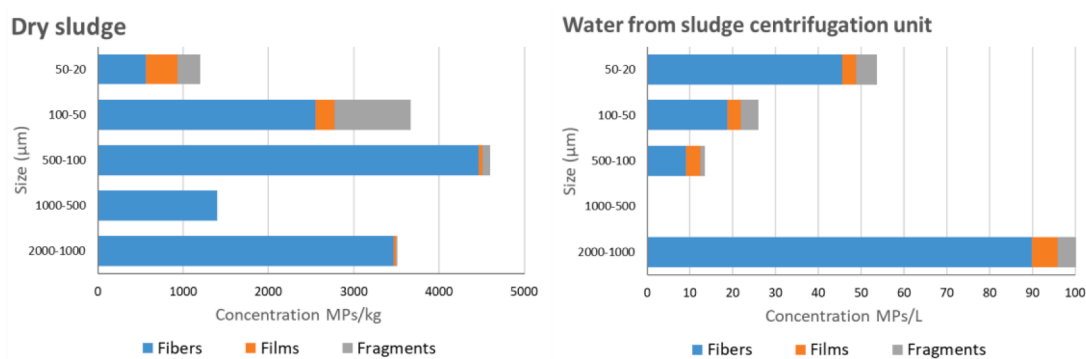 Dry sludge
Size (µm)
50-20
100-50
500-100
1000-500
2000-1000
0 1000 2000 3000 4000 5000
Concentration MPs/kg
Fibers Films Fragments
Water from sludge centrifugation unit
Size (µm)
50-20
100-50
500-100
1000-500
2000-1000
0 10 20 30 40 50 60 70 80 90 100
Concentration MPs/L
Fibers Films Fragments